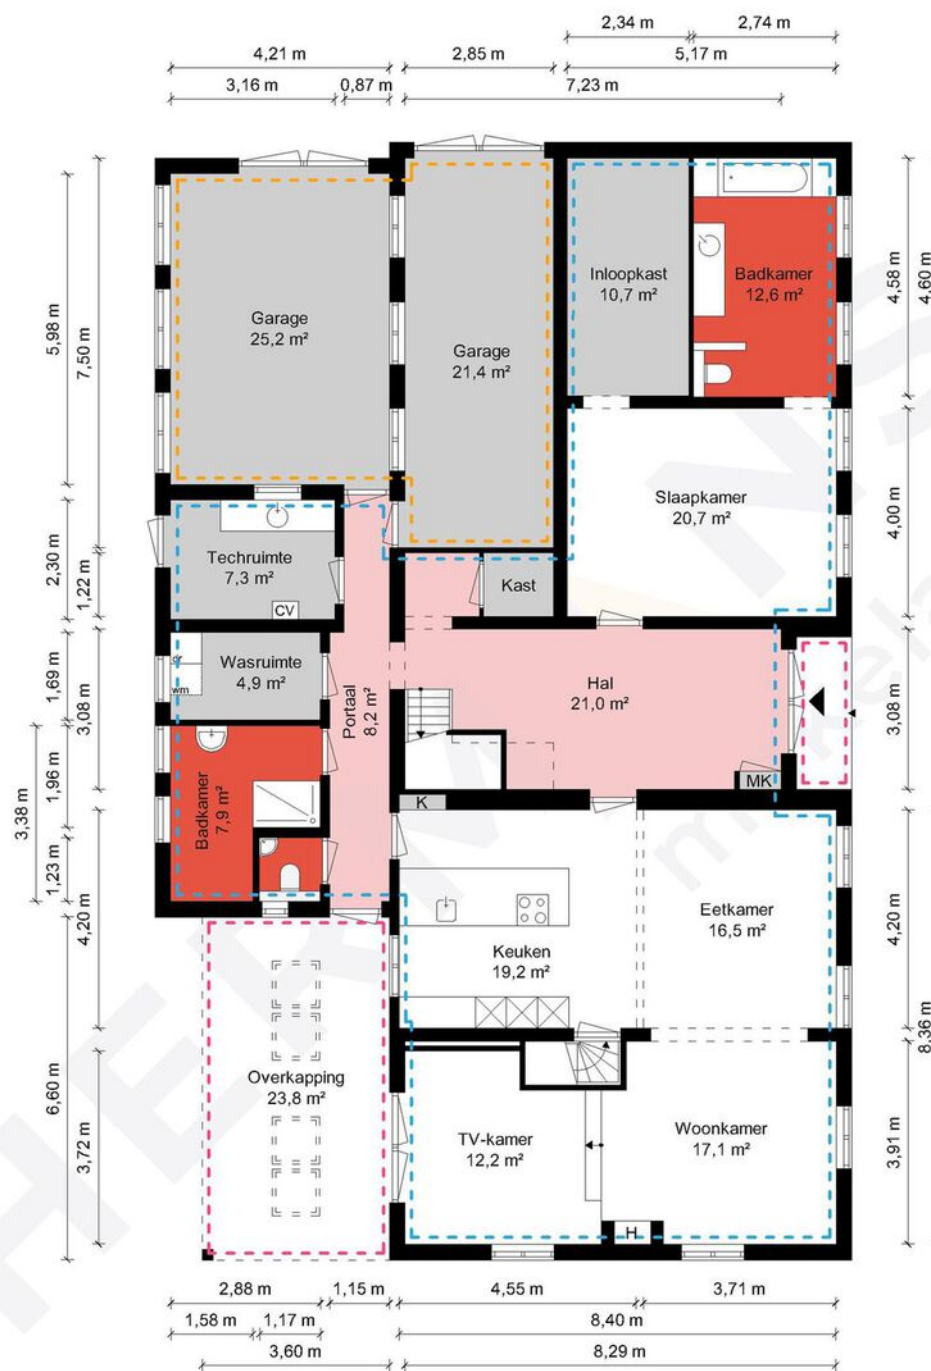 2,34 m
2,74 m
4,21 m
2,85 m
5,17 m
3,16 m
0,87 m
7,23 m
5,98 m
7,50 m
Garage
25,2 m²
Garage
21,4 m²
Inloopkast
10,7 m²
Badkamer
12,6 m²
4,58 m
4,60 m
Slaapkamer
20,7 m²
4,00 m
2,30 m
1,22 m
Techruimte
7,3 m²
CV
Kast
1,69 m
3,08 m
dr
wm
Wasruimte
4,9 m²
Portaal
8,2 m²
Hal
21,0 m²
MK
3,08 m
3,38 m
1,96 m
1,23 m
Badkamer
7,9 m²
K
4,20 m
Keuken
19,2 m²
Eetkamer
16,5 m²
4,20 m
8,36 m
6,60 m
3,72 m
Overkapping
23,8 m²
TV-kamer
12,2 m²
Woonkamer
17,1 m²
H
3,91 m
2,88 m
1,15 m
4,55 m
3,71 m
1,58 m
1,17 m
8,40 m
3,60 m
8,29 m